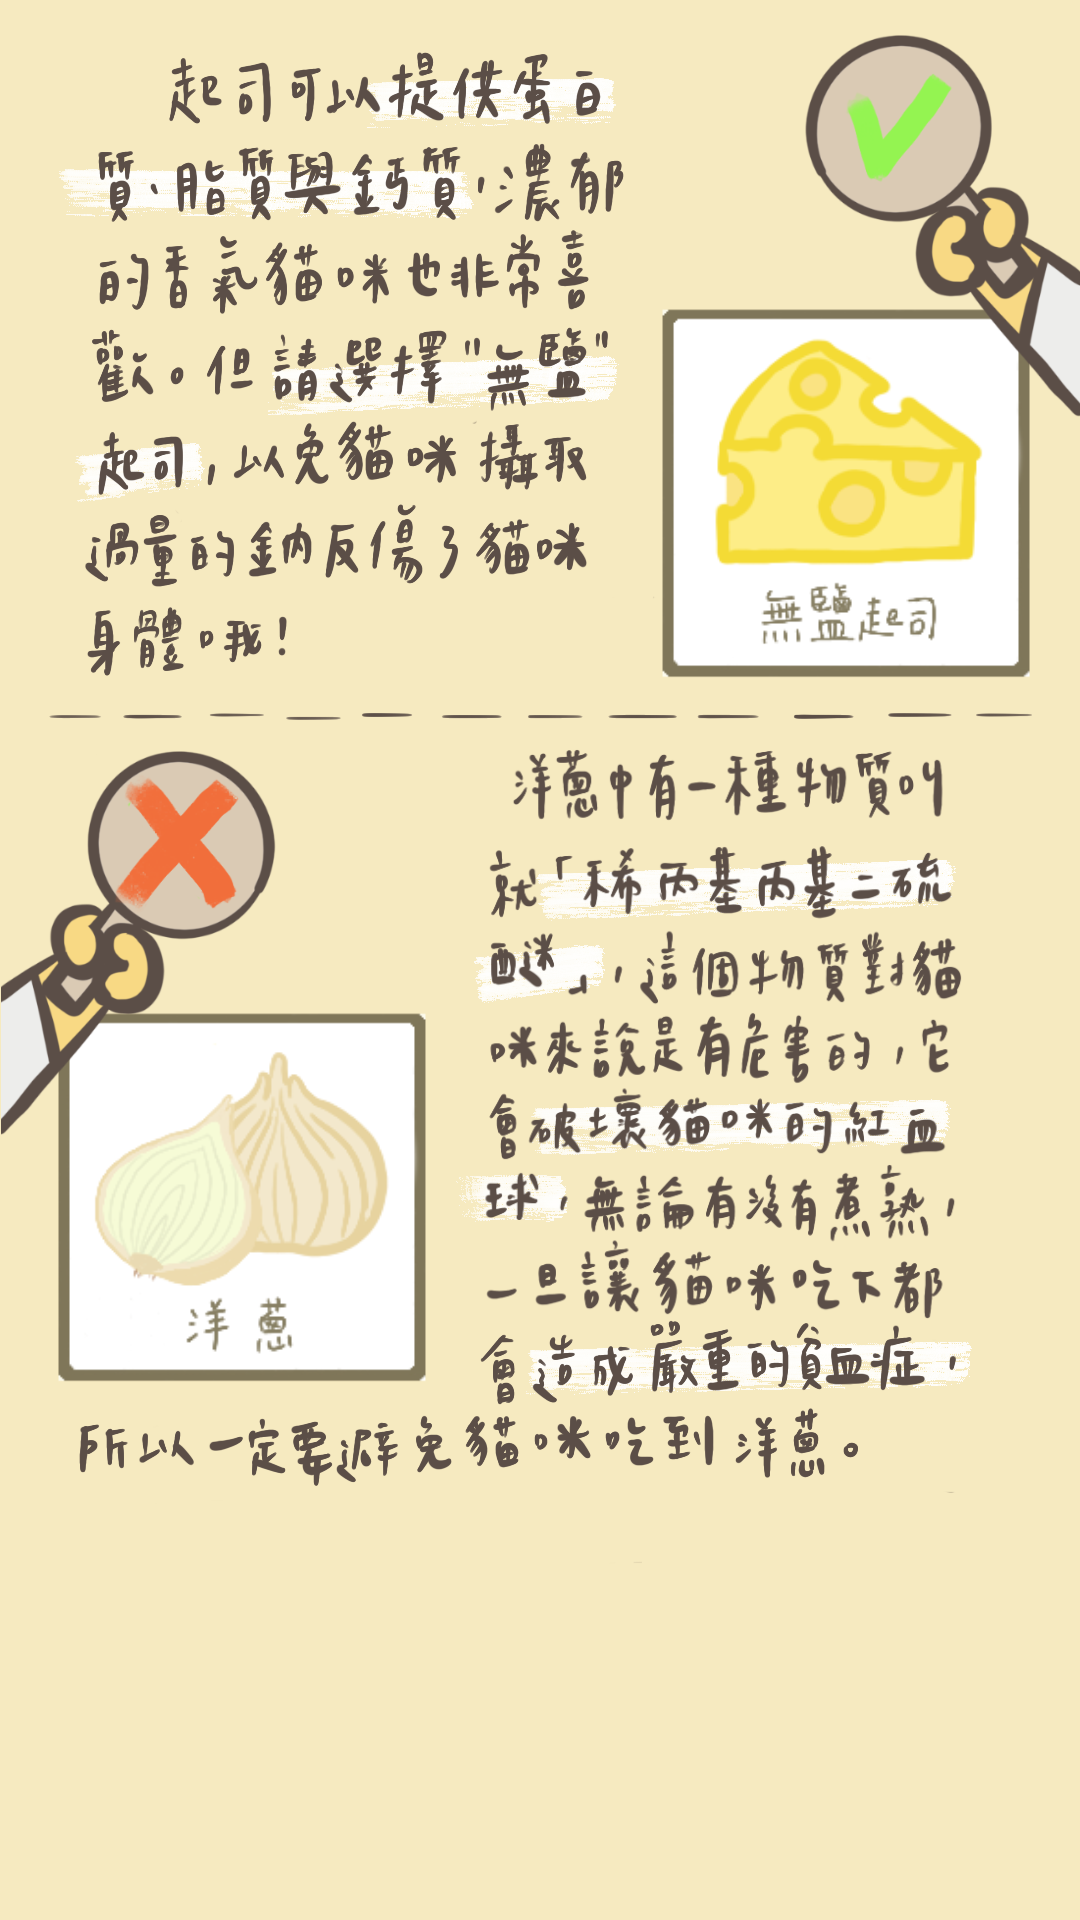 起司可以提供蛋白
質、脂質與鈣質,濃郁
的香氣貓咪也非常喜
歡。但請選擇"無鹽"
起司,以免貓咪攝取
過量的鈉反傷了貓咪
身體哦!
無鹽起司
洋蔥中有一種物質叫
就「稀丙基丙基二硫
醚」,這個物質對貓
咪來說是有危害的,它
會破壞貓咪的紅血
球,無論有沒有煮熟,
一旦讓貓咪吃下都
會造成嚴重的貧血症,
所以一定要避免貓咪吃到洋蔥。
洋蔥